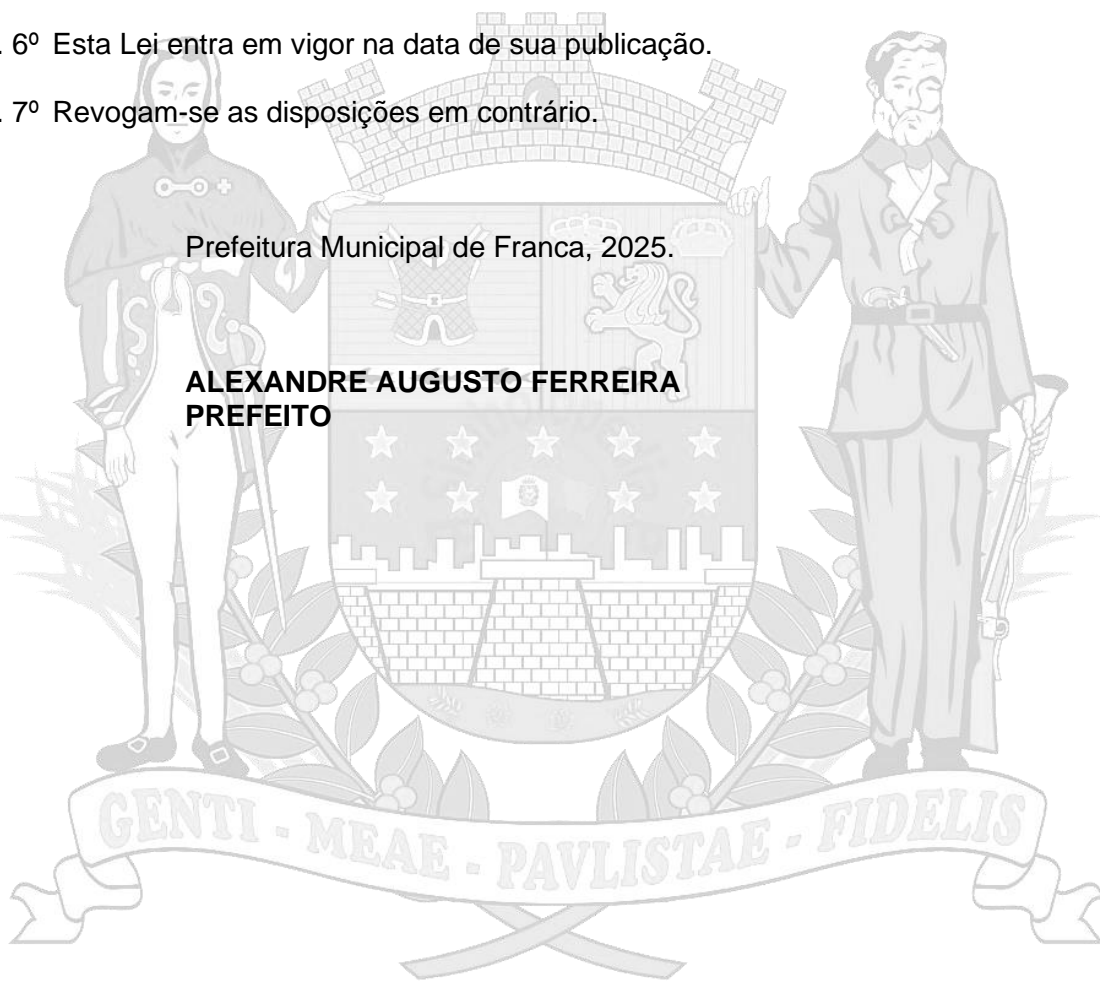 . 6º Esta Lei entra em vigor na data de sua publicação.
. 7º Revogam-se as disposições em contrário.
Prefeitura Municipal de Franca, 2025.
ALEXANDRE AUGUSTO FERREIRA
PREFEITO
GENTI - MEAE - PAVLISTAE - FIDELIS